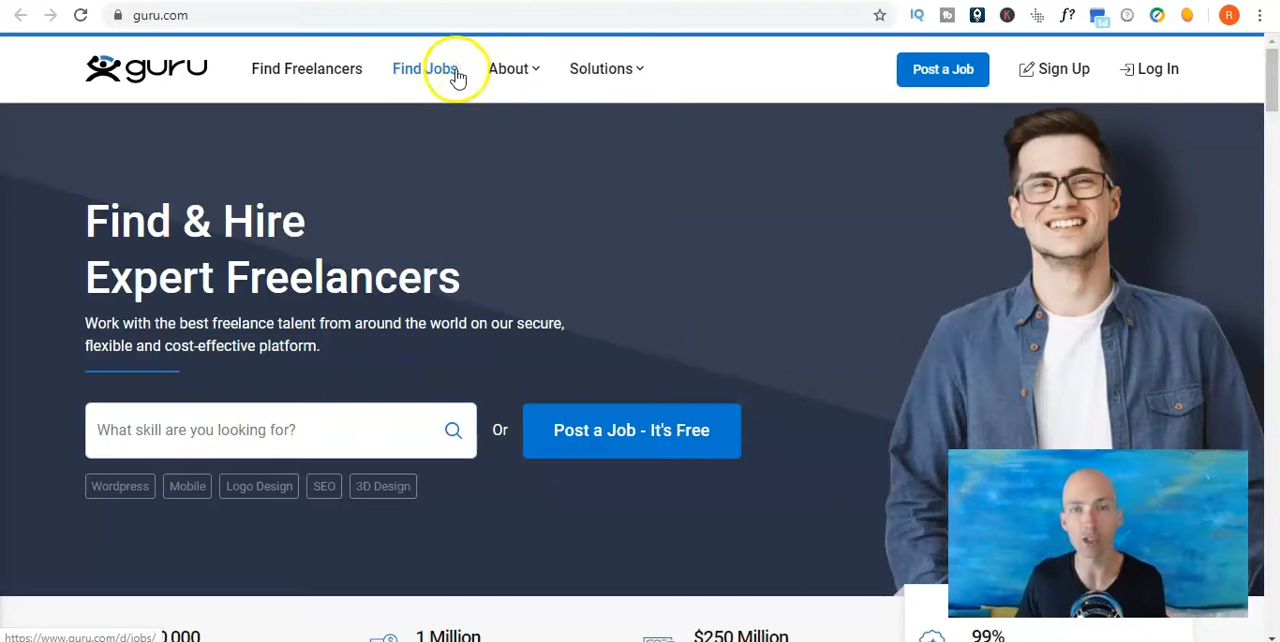 guru.com
IQ
f?
R
guru
Find Freelancers
Find Jobs
About
Solutions
Post a Job
Sign Up
Log In
Find & Hire
Expert Freelancers
Work with the best freelance talent from around the world on our secure,
flexible and cost-effective platform.
What skill are you looking for?
Or
Post a Job - It's Free
Wordpress
Mobile
Logo Design
SEO
3D Design
https://www.guru.com/d/jobs/
1 Million
$250 Million
99%